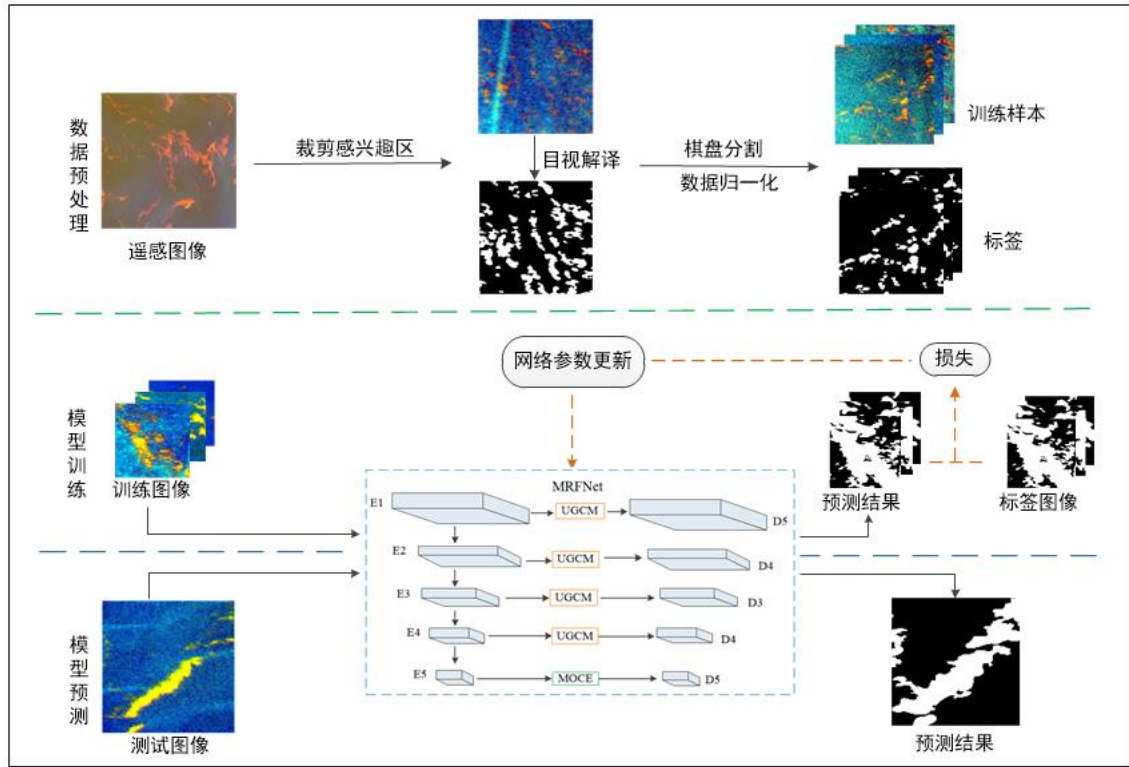 数据预处理
遥感图像
裁剪感兴趣区
目视解译
棋盘分割
数据归一化
训练样本
标签
网络参数更新
损失
模型训练
训练图像
MRFNet
E1
UGCM
D5
E2
UGCM
D4
E3
UGCM
D3
E4
UGCM
D4
E5
MOCE
D5
预测结果
标签图像
模型预测
测试图像
预测结果